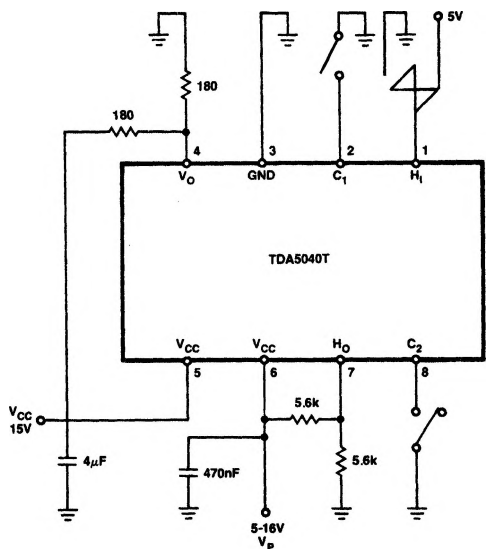 5V
180
180
4
3
2
1
VO
GND
C1
HI
TDA5040T
VCC
VCC
HO
C2
5
6
7
8
5.6k
VCC
15V
4μF
470nF
5.6k
5-16V
VP